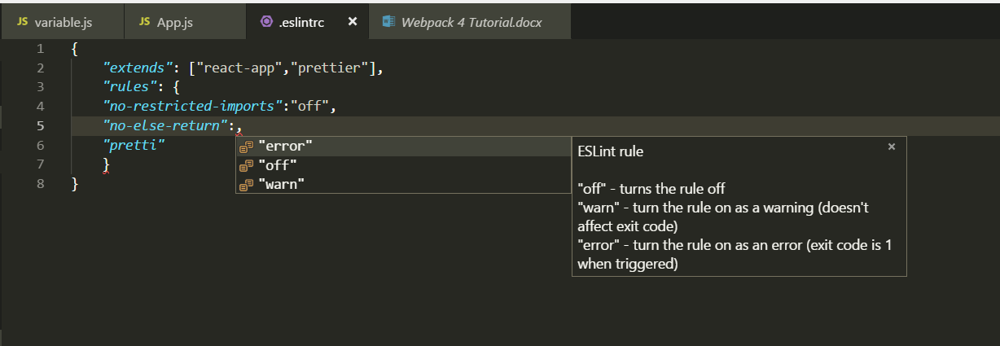 JS variable.js JS App.js .eslintrc × Webpack 4 Tutorial.docx
1 {
2 "extends": ["react-app","prettier"],
3 "rules": {
4 "no-restricted-imports":"off",
5 "no-else-return":,
6 "pretti"
7 }
8 }
"error"
"off"
"warn"
ESLint rule ×
"off" - turns the rule off
"warn" - turn the rule on as a warning (doesn't
affect exit code)
"error" - turn the rule on as an error (exit code is 1
when triggered)